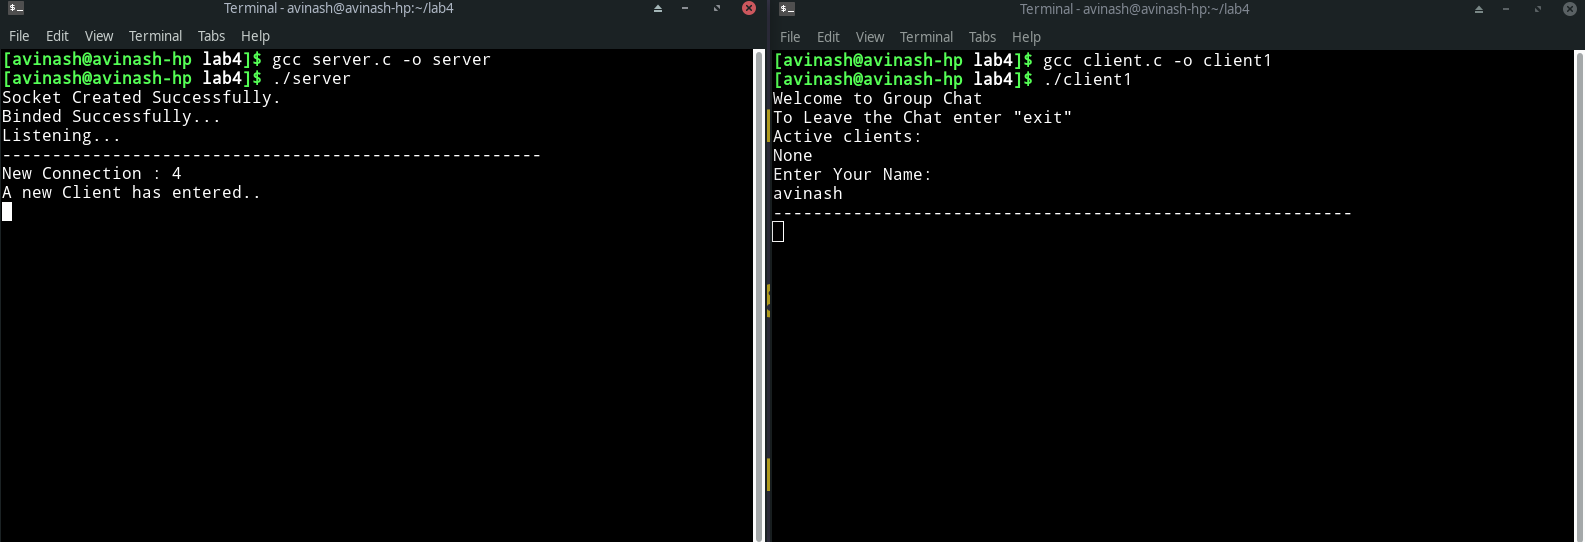 Terminal - avinash@avinash-hp:~/lab4
File Edit View Terminal Tabs Help
[avinash@avinash-hp lab4]$ gcc server.c -o server
[avinash@avinash-hp lab4]$ ./server
Socket Created Successfully.
Binded Successfully...
Listening...
------------------------------------------------------
New Connection : 4
A new Client has entered..
Terminal - avinash@avinash-hp:~/lab4
File Edit View Terminal Tabs Help
[avinash@avinash-hp lab4]$ gcc client.c -o client1
[avinash@avinash-hp lab4]$ ./client1
Welcome to Group Chat
To Leave the Chat enter "exit"
Active clients:
None
Enter Your Name:
avinash
----------------------------------------------------------